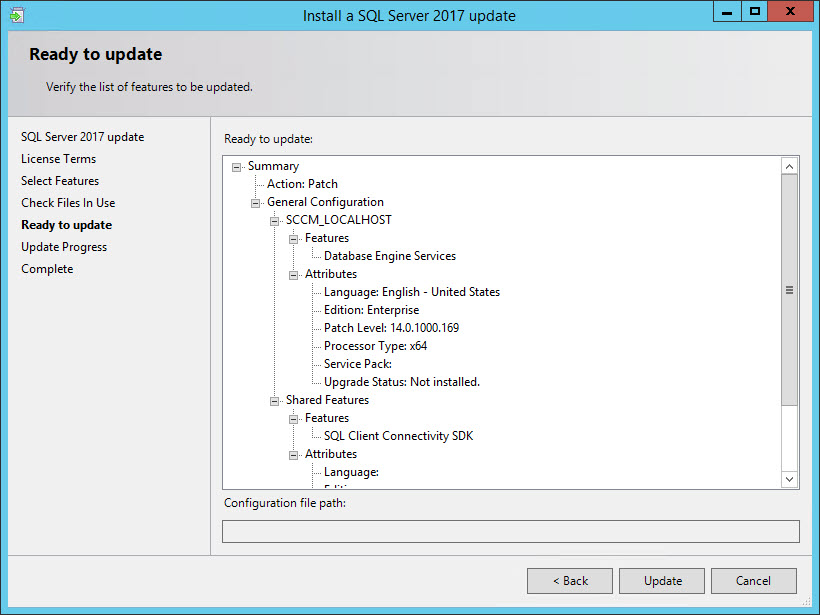 Install a SQL Server 2017 update
Ready to update
Verify the list of features to be updated.
SQL Server 2017 update
License Terms
Select Features
Check Files In Use
Ready to update
Update Progress
Complete
Ready to update:
Summary
Action: Patch
General Configuration
SCCM_LOCALHOST
Features
Database Engine Services
Attributes
Language: English - United States
Edition: Enterprise
Patch Level: 14.0.1000.169
Processor Type: x64
Service Pack:
Upgrade Status: Not installed.
Shared Features
Features
SQL Client Connectivity SDK
Attributes
Language:
Configuration file path:
< Back
Update
Cancel